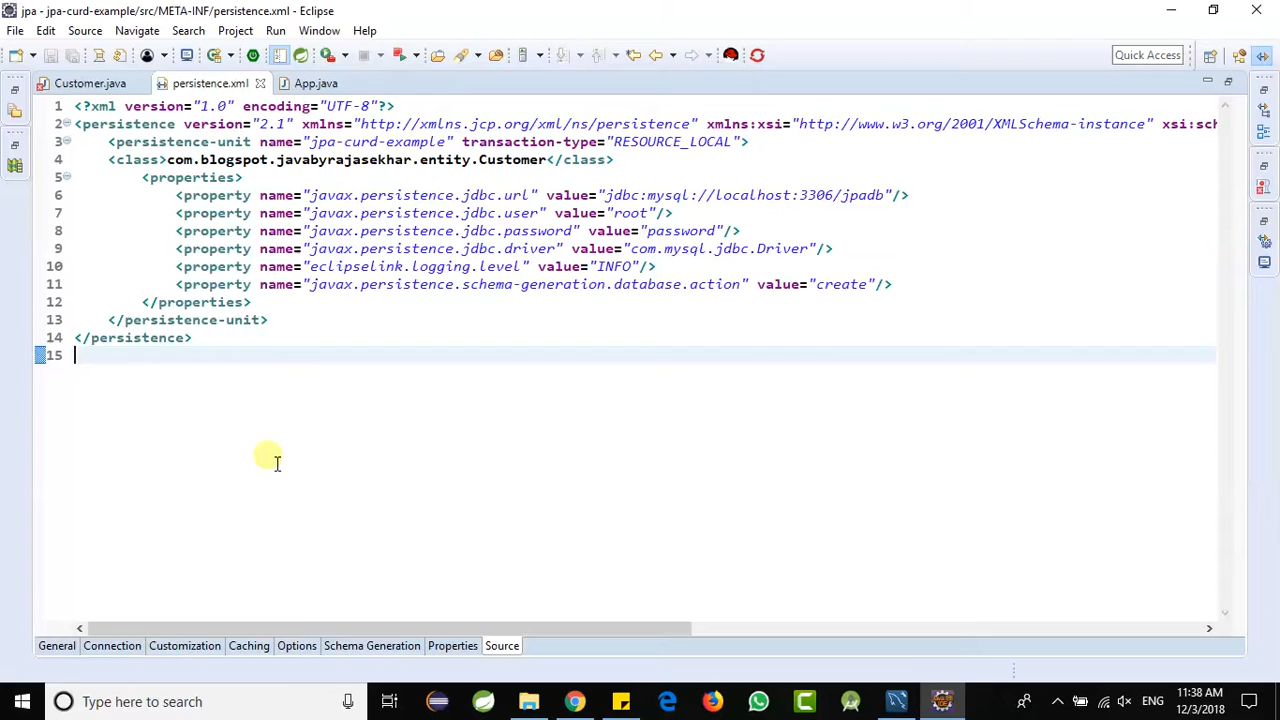 jpa - jpa-curd-example/src/META-INF/persistence.xml - Eclipse
File Edit Source Navigate Search Project Run Window Help
Quick Access
Customer.java persistence.xml App.java
1 <?xml version="1.0" encoding="UTF-8"?>
2 <persistence version="2.1" xmlns="http://xmlns.jcp.org/xml/ns/persistence" xmlns:xsi="http://www.w3.org/2001/XMLSchema-instance" xsi:sch
3 <persistence-unit name="jpa-curd-example" transaction-type="RESOURCE_LOCAL">
4 <class>com.blogspot.javabyrajasekhar.entity.Customer</class>
5 <properties>
6 <property name="javax.persistence.jdbc.url" value="jdbc:mysql://localhost:3306/jpadb"/>
7 <property name="javax.persistence.jdbc.user" value="root"/>
8 <property name="javax.persistence.jdbc.password" value="password"/>
9 <property name="javax.persistence.jdbc.driver" value="com.mysql.jdbc.Driver"/>
10 <property name="eclipselink.logging.level" value="INFO"/>
11 <property name="javax.persistence.schema-generation.database.action" value="create"/>
12 </properties>
13 </persistence-unit>
14 </persistence>
15
General Connection Customization Caching Options Schema Generation Properties Source
Type here to search
ENG
11:38 AM
12/3/2018